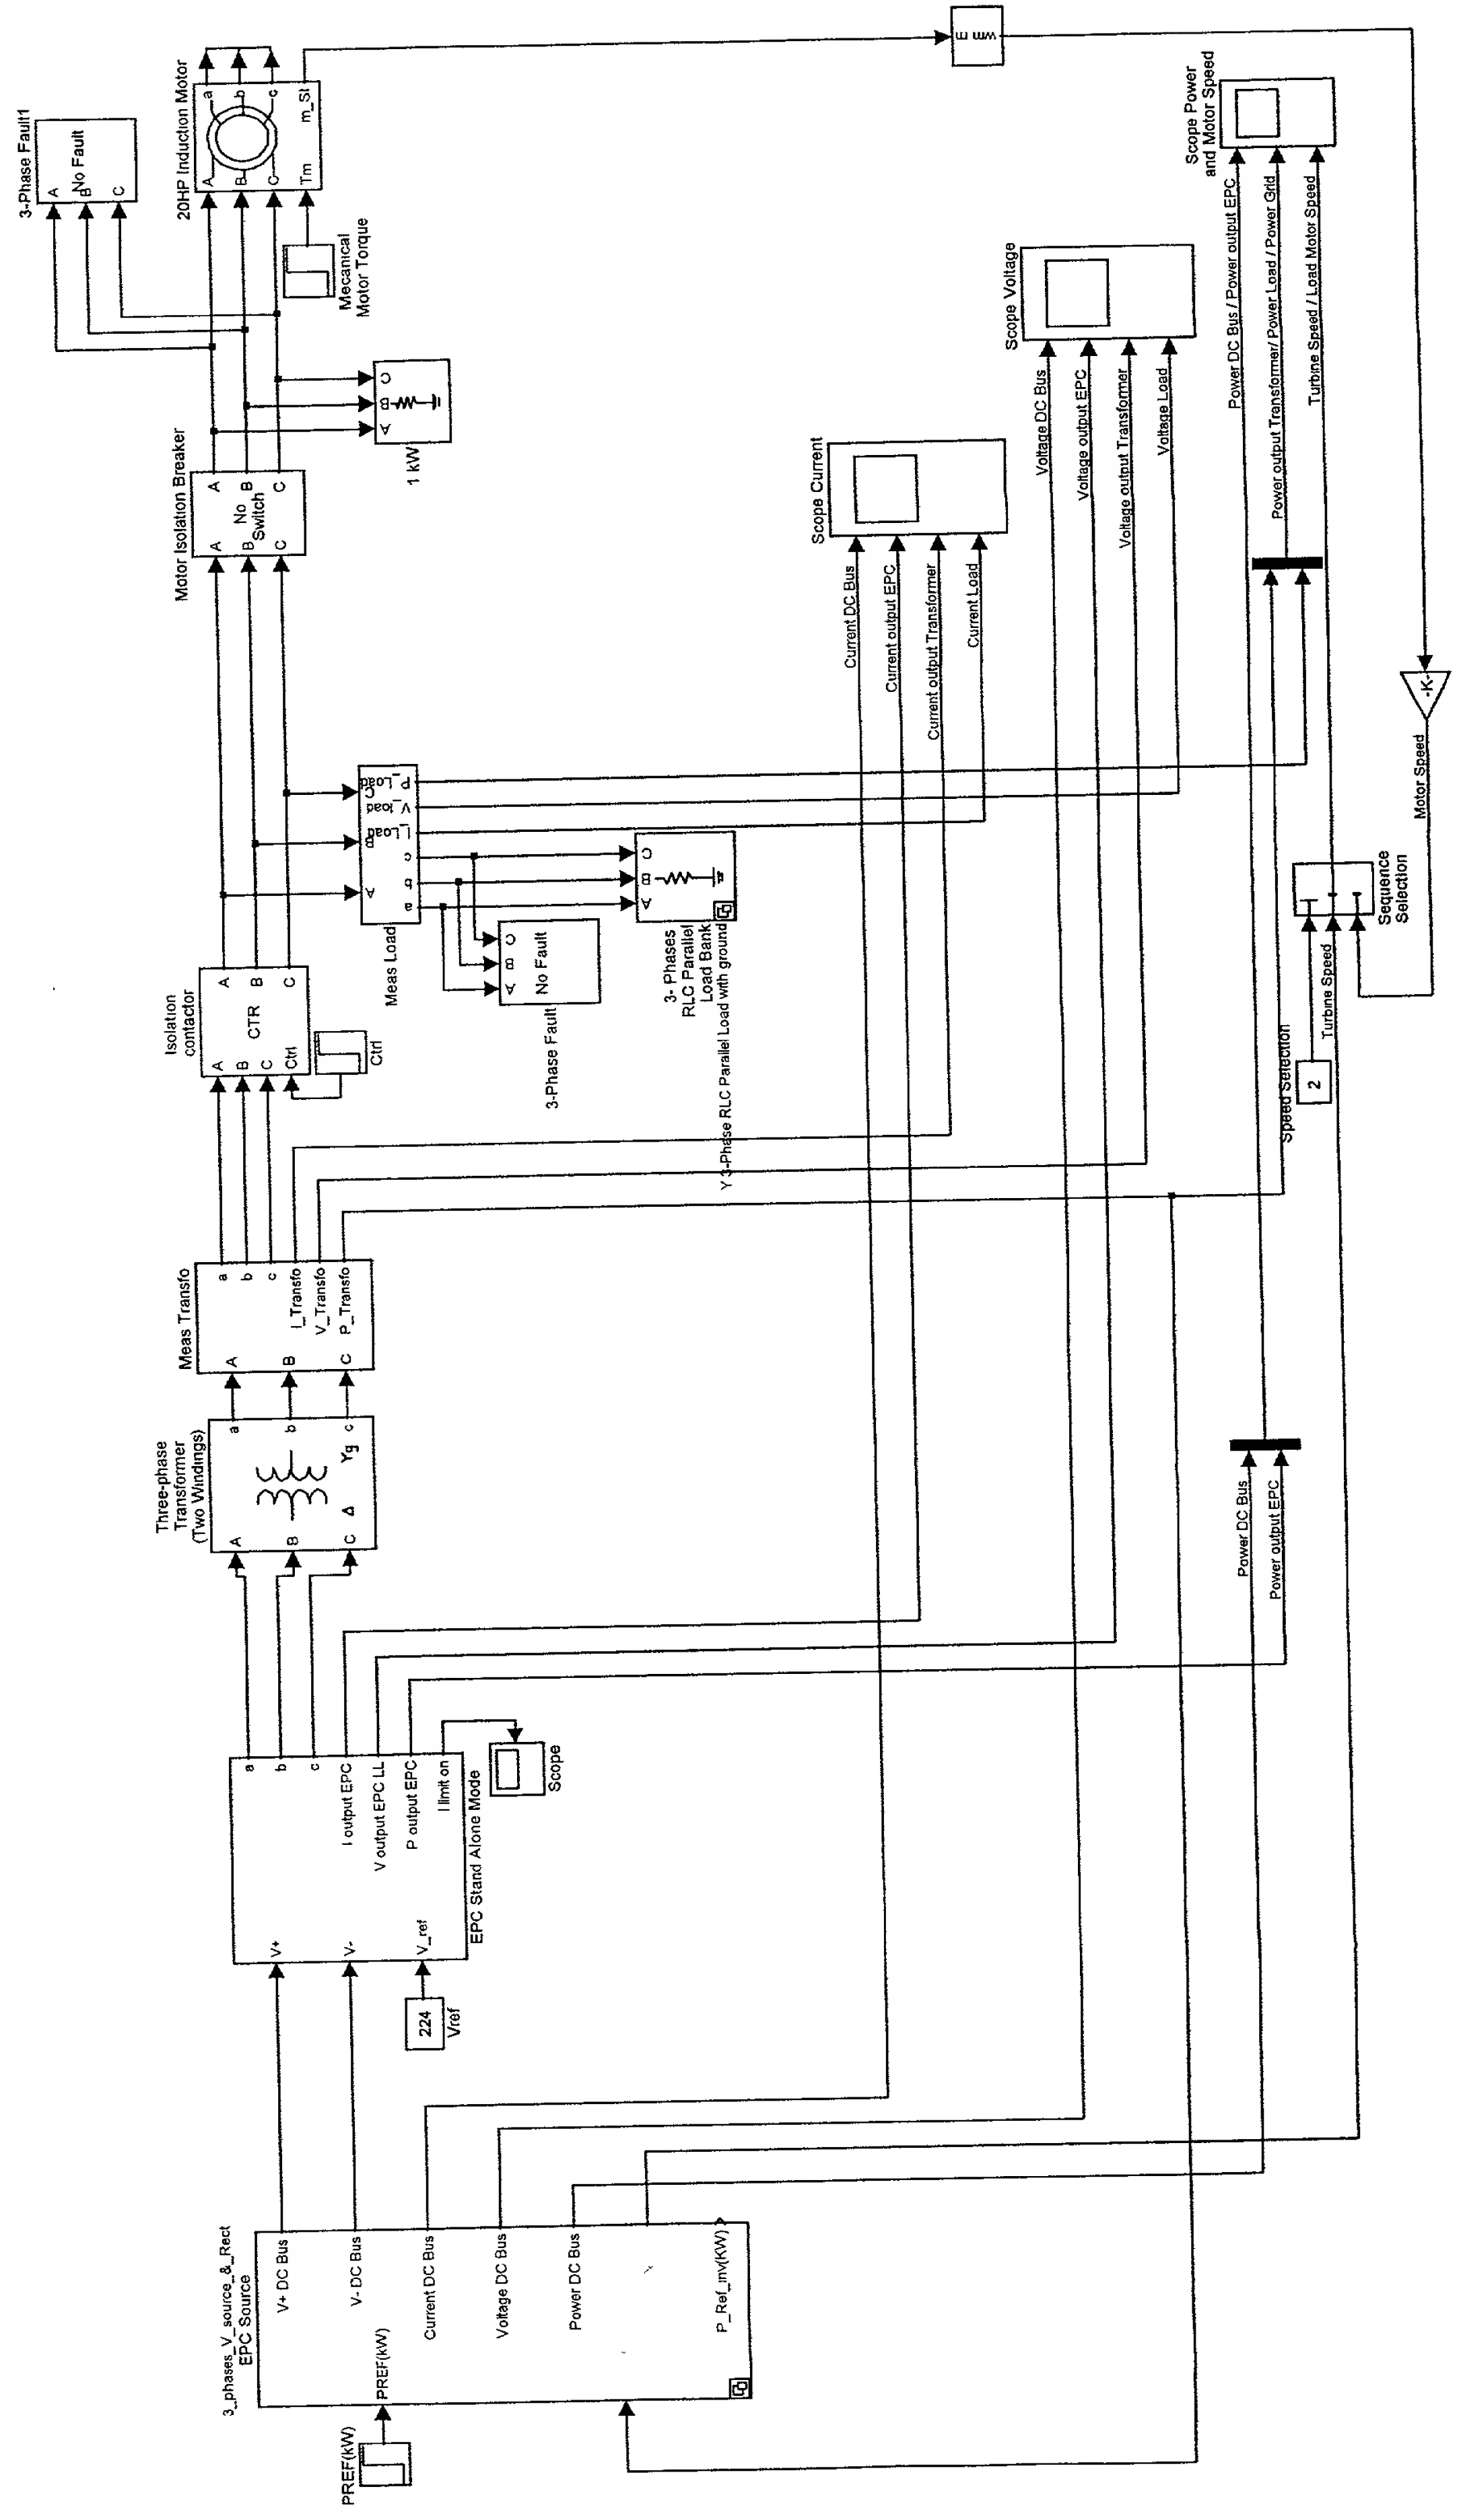 PREF(kW)
3_phases_V_source_&_Rect
EPC Source
PREF(kW)
V+ DC Bus
V- DC Bus
Current DC Bus
Voltage DC Bus
Power DC Bus
P_Ref_inv(KW)
224
Vref
V+
V-
V_ref
a
b
c
I output EPC
V output EPC LL
P output EPC
I limit on
EPC Stand Alone Mode
Scope
Three-phase
Transformer
(Two Windings)
A
B
C
Δ
Yg
a
b
c
Meas Transfo
A
B
C
a
b
c
I_Transfo
V_Transfo
P_Transfo
Isolation
contactor
A
B
C
Ctrl
CTR
A
B
C
Ctrl
Meas Load
A
B
C
a
b
c
I_Load
V_load
P_Load
3-Phase Fault
A
B
C
No Fault
3- Phases
RLC Parallel
Load Bank
Y 3-Phase RLC Parallel Load with ground
A
B
C
Motor Isolation Breaker
A
B
C
No
Switch
A
B
C
1 kW
A
B
C
3-Phase Fault1
A
B
C
No Fault
20HP Induction Motor
A
B
C
Tm
a
b
c
m_SI
Mecanical
Motor Torque
m
wm
Scope Current
Current DC Bus
Current output EPC
Current output Transformer
Current Load
Scope Voltage
Voltage DC Bus
Voltage output EPC
Voltage output Transformer
Voltage Load
Scope Power
and Motor Speed
Power DC Bus / Power output EPC
Power output Transformer/ Power Load / Power Grid
Turbine Speed / Load Motor Speed
Power DC Bus
Power output EPC
Speed Selection
2
Turbine Speed
Sequence
Selection
Motor Speed
-K-